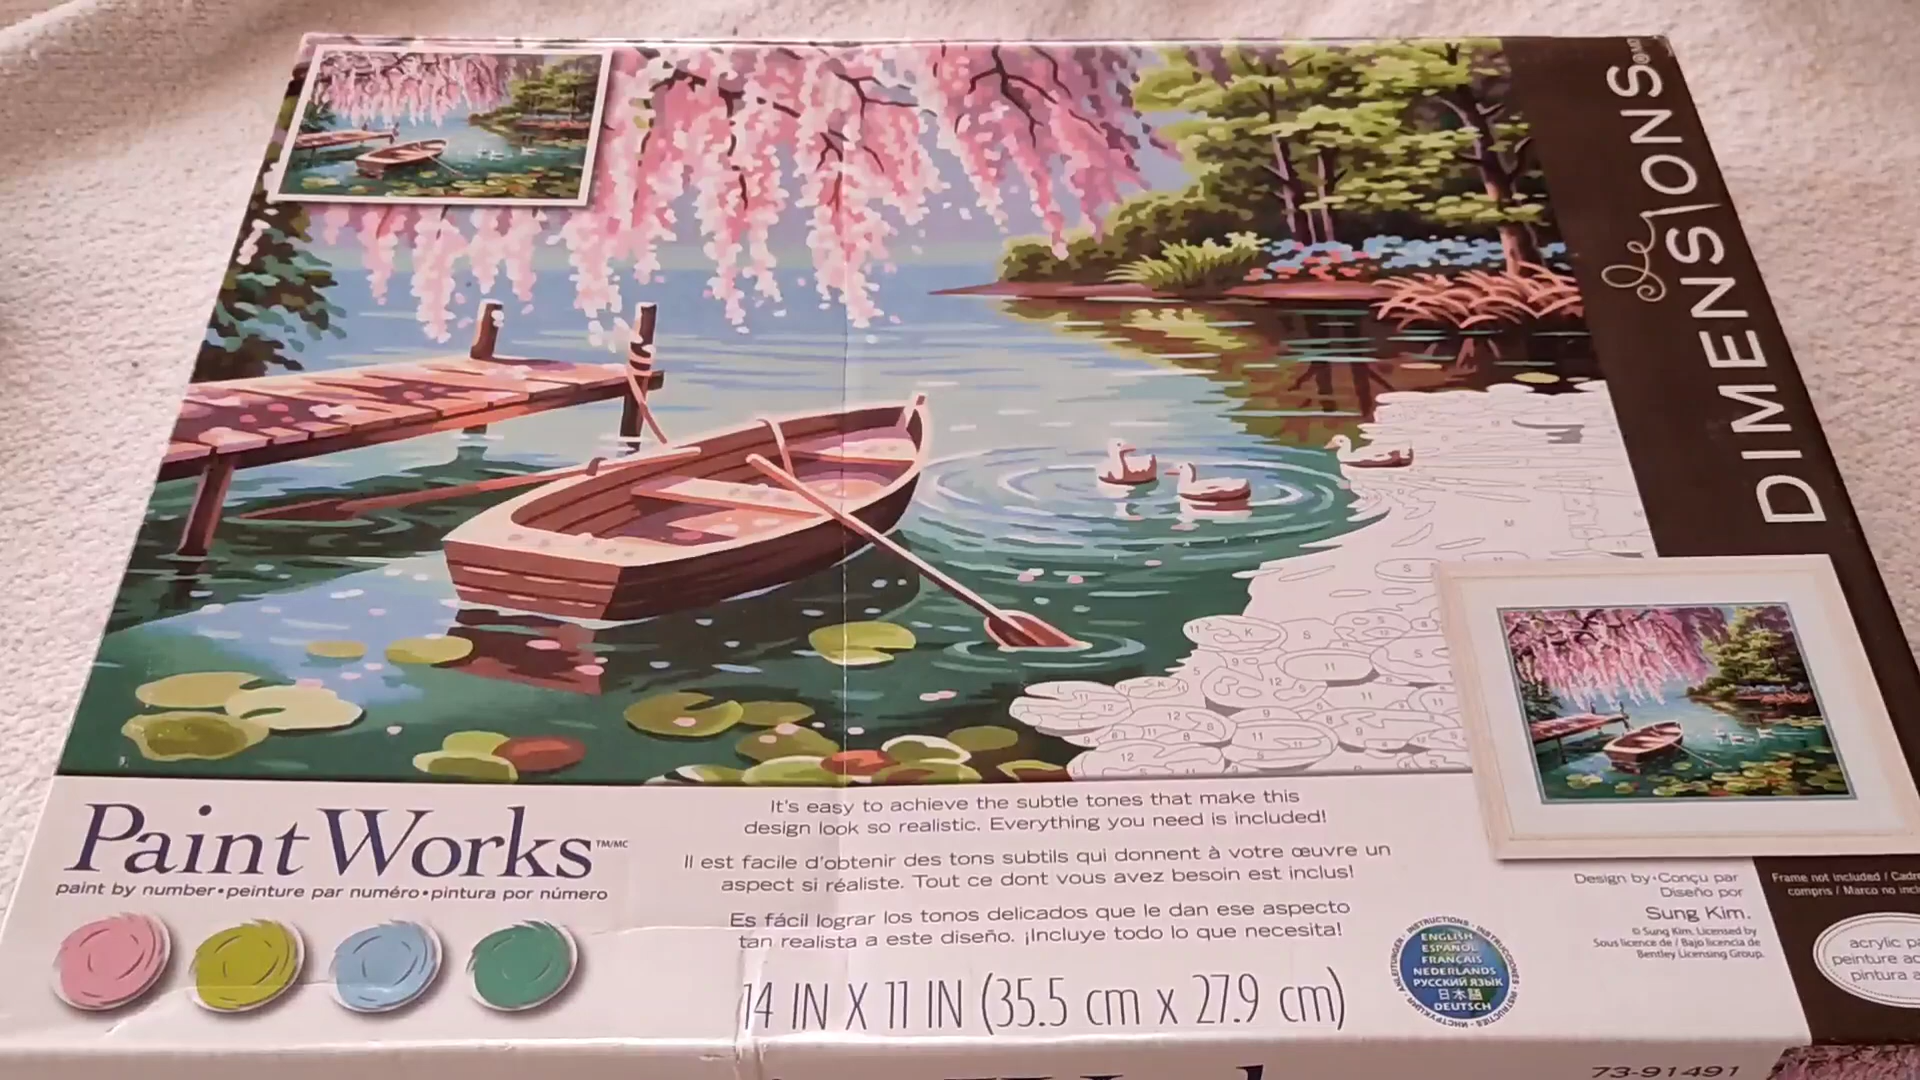 DIMENSIONS®
PaintWorks™/MC
paint by number • peinture par numéro • pintura por número
It's easy to achieve the subtle tones that make this
design look so realistic. Everything you need is included!
Il est facile d'obtenir des tons subtils qui donnent à votre œuvre un
aspect si réaliste. Tout ce dont vous avez besoin est inclus!
Es fácil lograr los tonos delicados que le dan ese aspecto
tan realista a este diseño. ¡Incluye todo lo que necesita!
14 IN X 11 IN (35.5 cm x 27.9 cm)
INSTRUCTIONS
ENGLISH
ESPAÑOL
FRANÇAIS
NEDERLANDS
РУССКИЙ ЯЗЫК
日本語
DEUTSCH
Design by • Conçu par
Diseño por
Sung Kim.
© Sung Kim, Licensed by
Sous licence de / Bajo licencia de
Bentley Licensing Group.
Frame not included /
compris / Marco no
acrylic
peinture
pintura
73-91491